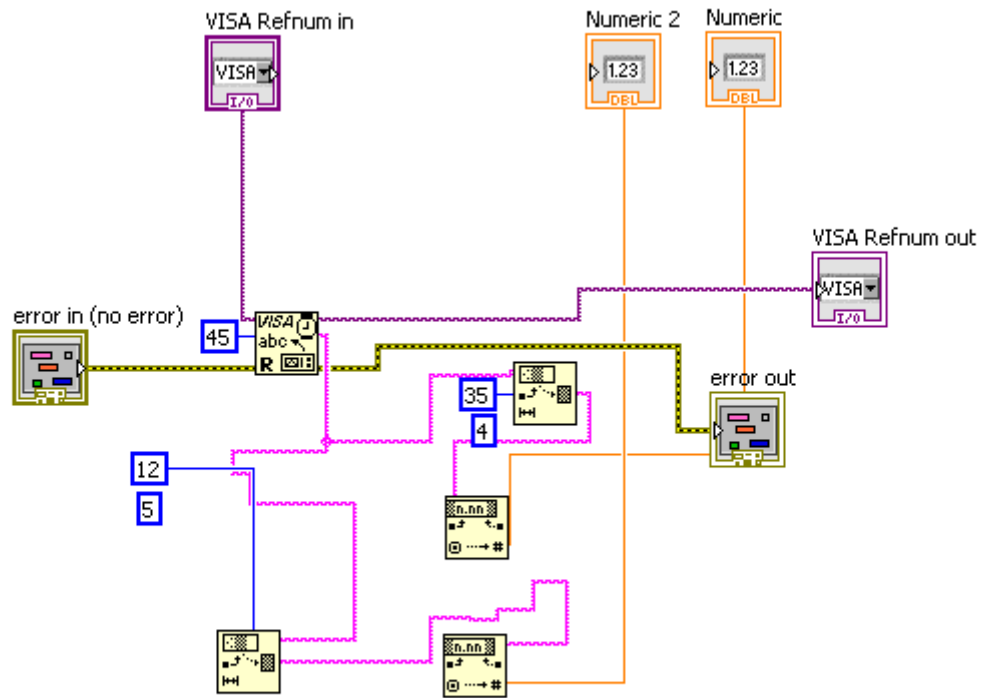 VISA Refnum in
Numeric 2
Numeric
VISA
I/O
1.23
DBL
1.23
DBL
VISA Refnum out
VISA
I/O
error in (no error)
45
VISA
abc
R
error out
35
4
12
5
n.nn
#
n.nn
#